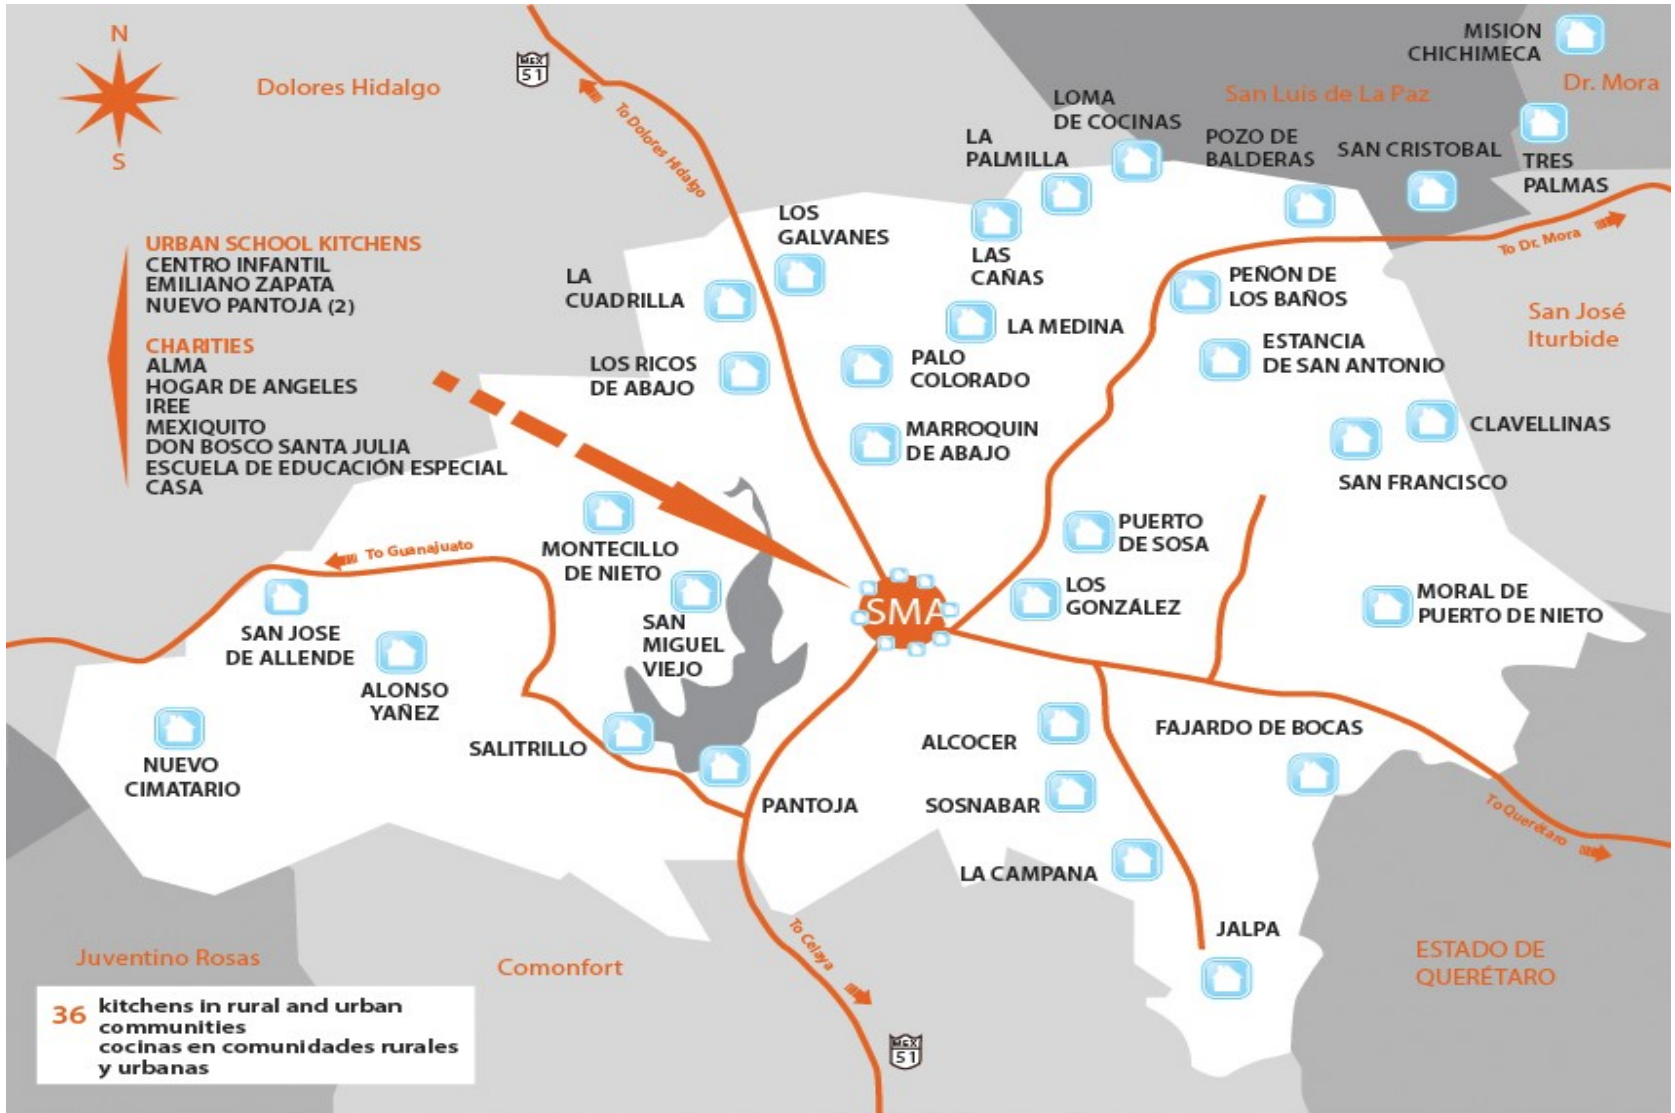 N
S
Dolores Hidalgo
MEX
51
To Dolores Hidalgo
MISION
CHICHIMECA
Dr. Mora
San Luis de La Paz
LOMA
DE COCINAS
LA
PALMILLA
POZO DE
BALDERAS
SAN CRISTOBAL
TRES
PALMAS
To Dr. Mora
LOS
GALVANES
LAS
CAÑAS
LA
CUADRILLA
PEÑÓN DE
LOS BAÑOS
San José
Iturbide
LA MEDINA
ESTANCIA
DE SAN ANTONIO
LOS RICOS
DE ABAJO
PALO
COLORADO
MARROQUIN
DE ABAJO
CLAVELLINAS
SAN FRANCISCO
URBAN SCHOOL KITCHENS
CENTRO INFANTIL
EMILIANO ZAPATA
NUEVO PANTOJA (2)
CHARITIES
ALMA
HOGAR DE ANGELES
IREE
MEXIQUITO
DON BOSCO SANTA JULIA
ESCUELA DE EDUCACIÓN ESPECIAL
CASA
PUERTO
DE SOSA
MONTECILLO
DE NIETO
To Guanajuato
SMA
LOS
GONZÁLEZ
MORAL DE
PUERTO DE NIETO
SAN JOSE
DE ALLENDE
SAN
MIGUEL
VIEJO
ALONSO
YAÑEZ
NUEVO
CIMATARIO
SALITRILLO
PANTOJA
ALCOCER
FAJARDO DE BOCAS
SOSNABAR
To Querétaro
LA CAMPANA
JALPA
To Celaya
Juventino Rosas
Comonfort
ESTADO DE
QUERÉTARO
36 kitchens in rural and urban
communities
cocinas en comunidades rurales
y urbanas
MEX
51